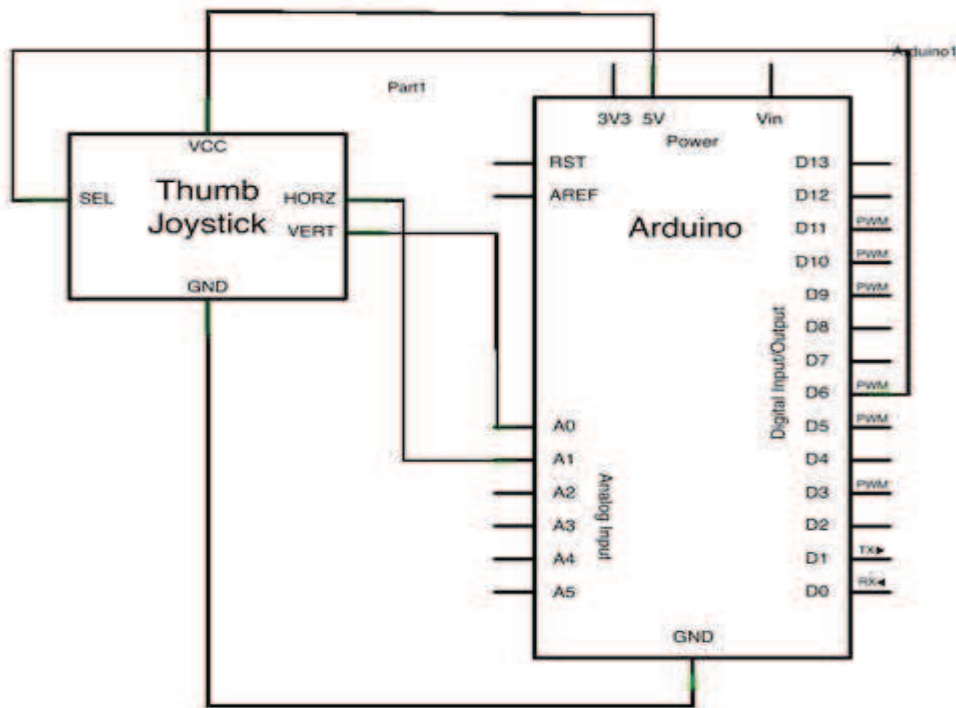 Arduino1
Part1
3V3 5V Vin
Power
VCC
SEL
Thumb
Joystick
HORZ
VERT
GND
RST
AREF
Arduino
A0
A1
A2
A3
A4
A5
Analog Input
Digital Input/Output
D13
D12
D11 PWM
D10 PWM
D9 PWM
D8
D7
D6 PWM
D5 PWM
D4
D3 PWM
D2
D1 TX▶
D0 RX◀
GND